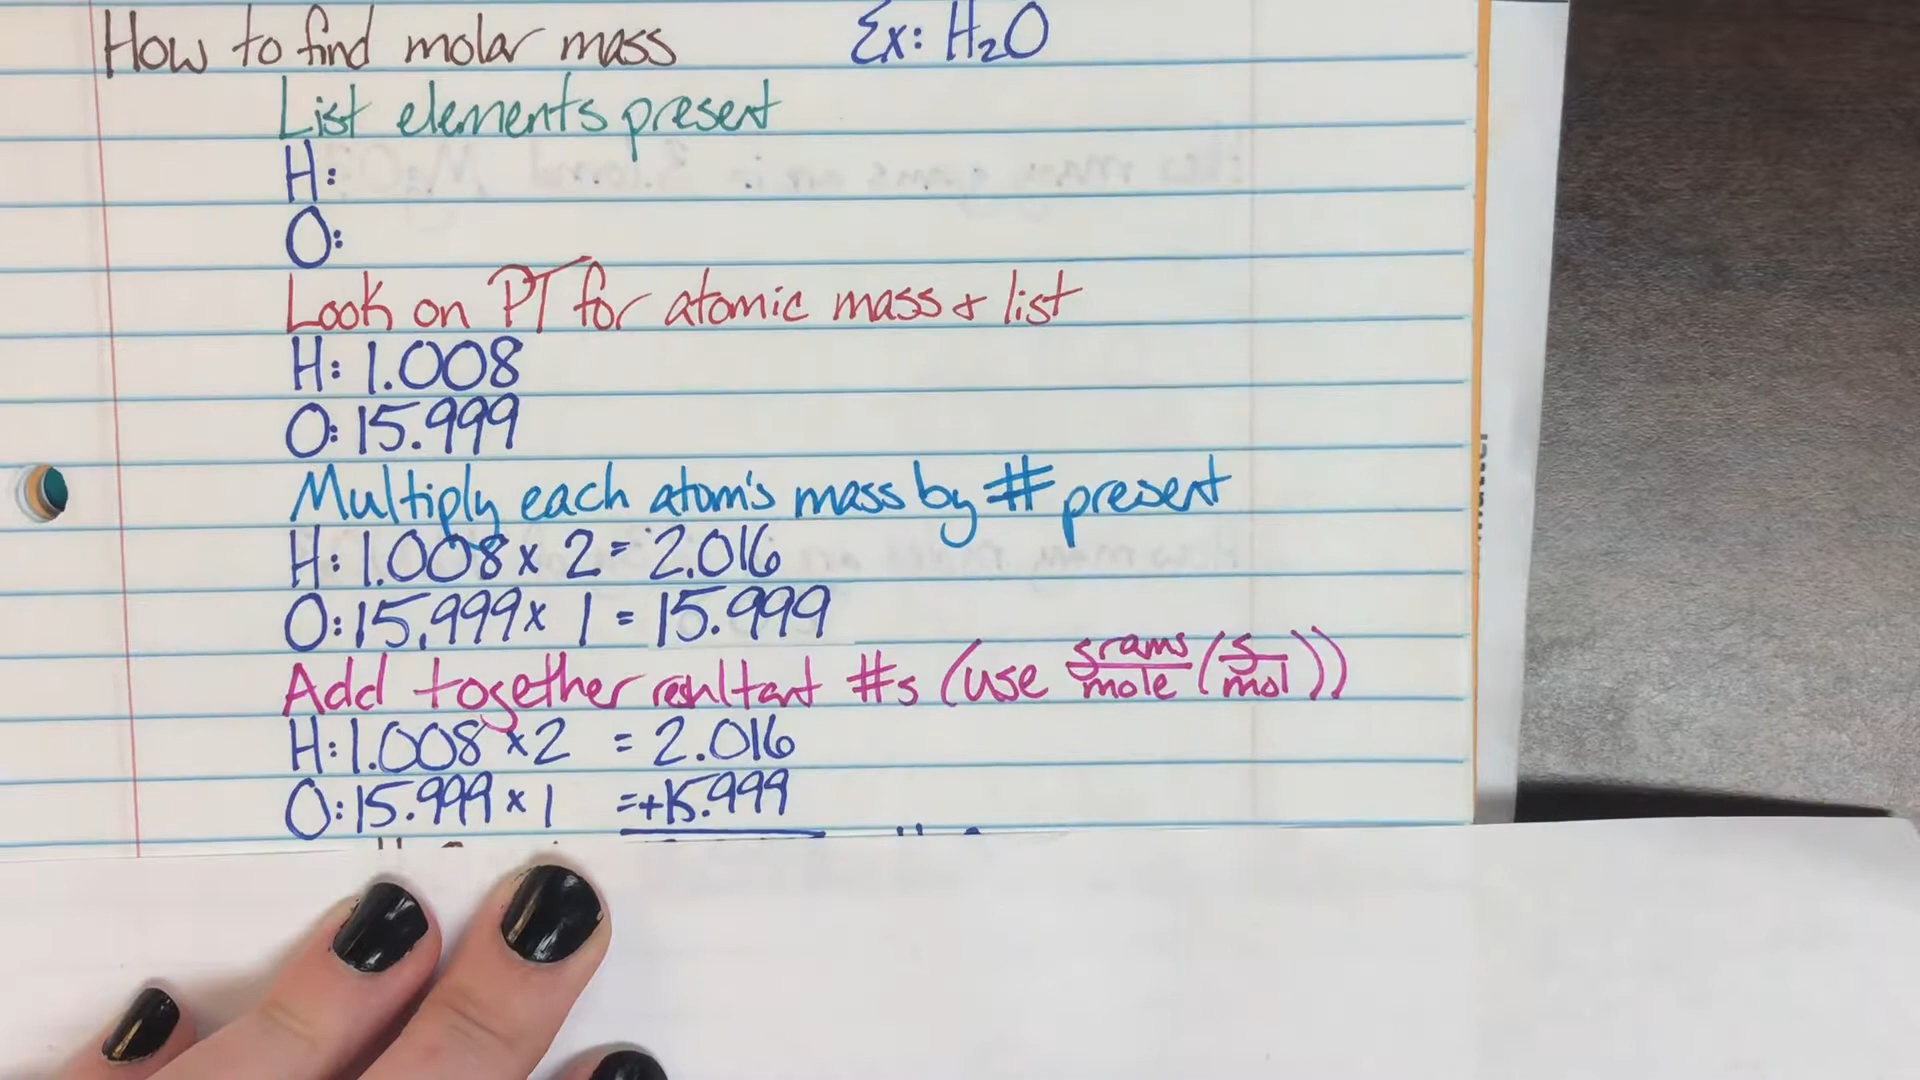 How to find molar mass Ex: H₂O
List elements present
H:
O:
Look on PT for atomic mass & list
H: 1.008
O: 15.999
Multiply each atom's mass by # present
H: 1.008 x 2 = 2.016
O: 15.999 x 1 = 15.999
Add together resultant #s (use grams/mole (g/mol))
H: 1.008 x 2 = 2.016
O: 15.999 x 1 = +15.999